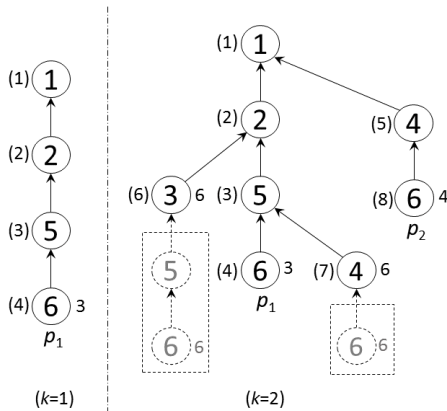 (1) 1
(2) 2
(3) 5
(4) 6 3
p1
(k=1)
(1) 1
(2) 2
(5) 4
(6) 3 6
(3) 5
(8) 6 4
p2
5
(4) 6 3
(7) 4 6
p1
6 6
6 6
(k=2)